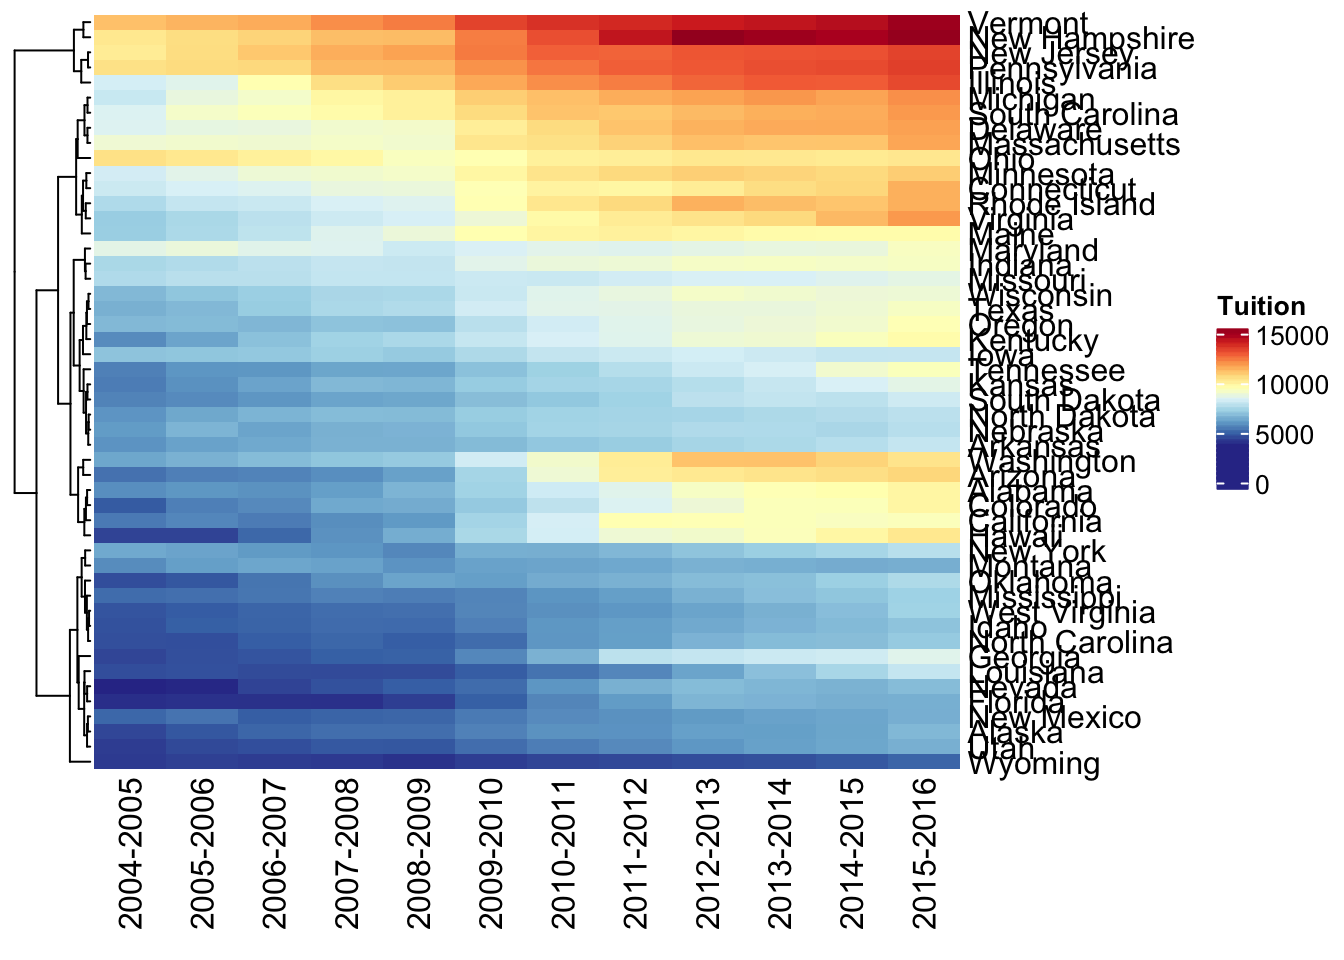 Vermont
New Hampshire
New Jersey
Pennsylvania
Illinois
Michigan
South Carolina
Delaware
Massachusetts
Ohio
Minnesota
Connecticut
Rhode Island
Virginia
Maine
Maryland
Indiana
Missouri
Wisconsin
Texas
Oregon
Kentucky
Iowa
Tennessee
Kansas
South Dakota
North Dakota
Nebraska
Arkansas
Washington
Arizona
Alabama
Colorado
California
Hawaii
New York
Montana
Oklahoma
Mississippi
West Virginia
Idaho
North Carolina
Georgia
Louisiana
Nevada
Florida
New Mexico
Alaska
Utah
Wyoming
2004-2005
2005-2006
2006-2007
2007-2008
2008-2009
2009-2010
2010-2011
2011-2012
2012-2013
2013-2014
2014-2015
2015-2016
Tuition
15000
10000
5000
0